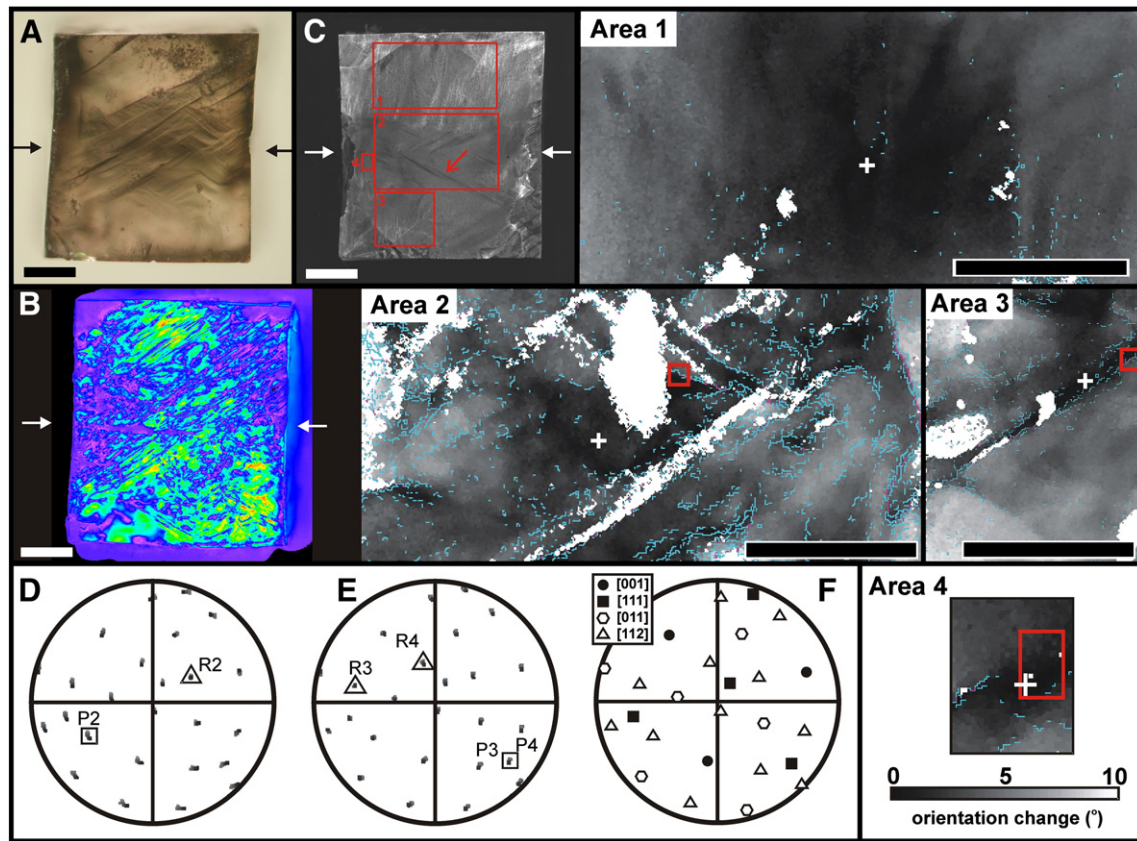 A
C
Area 1
1
2
4
3
B
Area 2
Area 3
D
R2
P2
E
R4
R3
P3
P4
F
[001]
[111]
[011]
[112]
Area 4
0 5 10
orientation change (°)